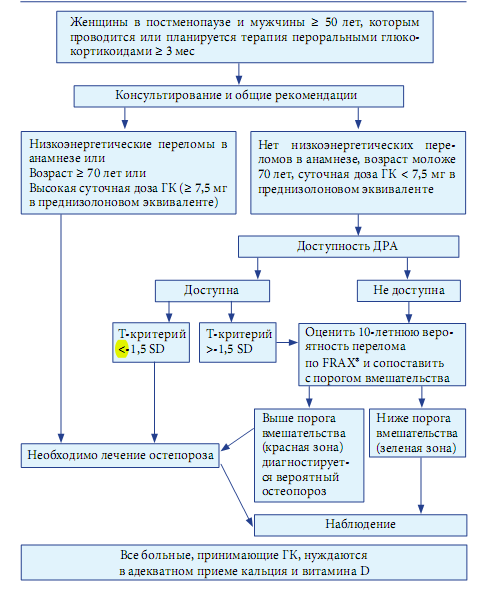 Женщины в постменопаузе и мужчины ≥ 50 лет, которым
проводится или планируется терапия пероральными глюко-
кортикоидами ≥ 3 мес
Консультирование и общие рекомендации
Низкоэнергетические переломы в
анамнезе или
Возраст ≥ 70 лет или
Высокая суточная доза ГК (≥ 7,5 мг
в преднизолоновом эквиваленте)
Нет низкоэнергетических пере-
ломов в анамнезе, возраст моложе
70 лет, суточная доза ГК < 7,5 мг в
преднизолоновом эквиваленте
Доступность ДРА
Доступна
Не доступна
Т-критерий
<-1,5 SD
Т-критерий
>-1,5 SD
Оценить 10-летнюю веро-
ятность перелома
по FRAX* и сопоставить
с порогом вмешательства
Выше порога
вмешательства
(красная зона)
диагностирует-
ся вероятный
остеопороз
Ниже порога
вмешательства
(зеленая зона)
Необходимо лечение остепороза
Наблюдение
Все больные, принимающие ГК, нуждаются
в адекватном приеме кальция и витамина D